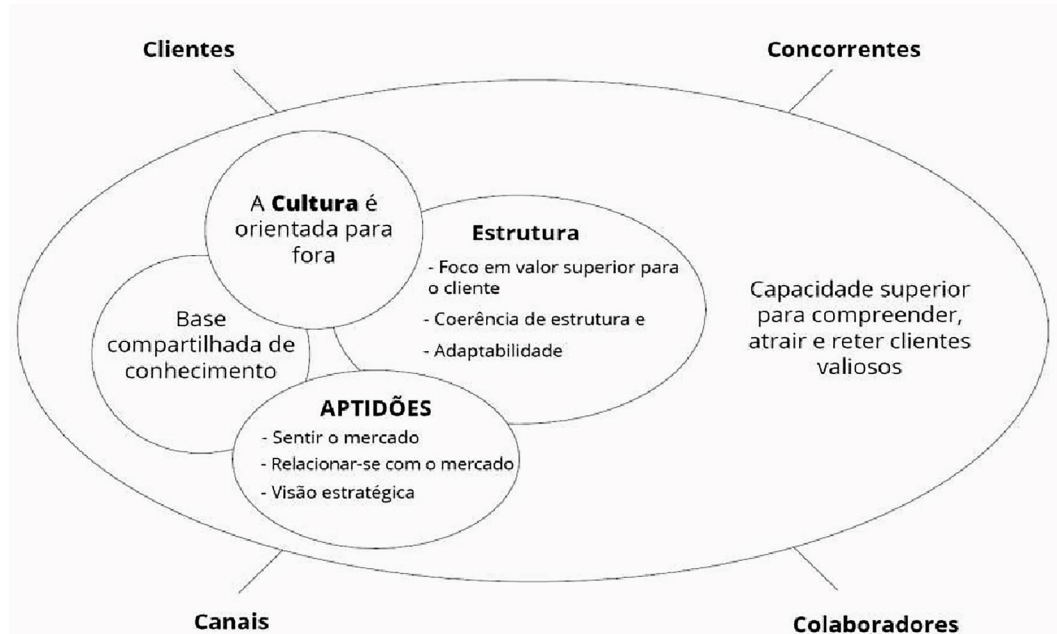 Clientes
Concorrentes
A Cultura é
orientada para
fora
Estrutura
- Foco em valor superior para
o cliente
- Coerência de estrutura e
- Adaptabilidade
Base
compartilhada de
conhecimento
Capacidade superior
para compreender,
atrair e reter clientes
valiosos
APTIDÕES
- Sentir o mercado
- Relacionar-se com o mercado
- Visão estratégica
Canais
Colaboradores